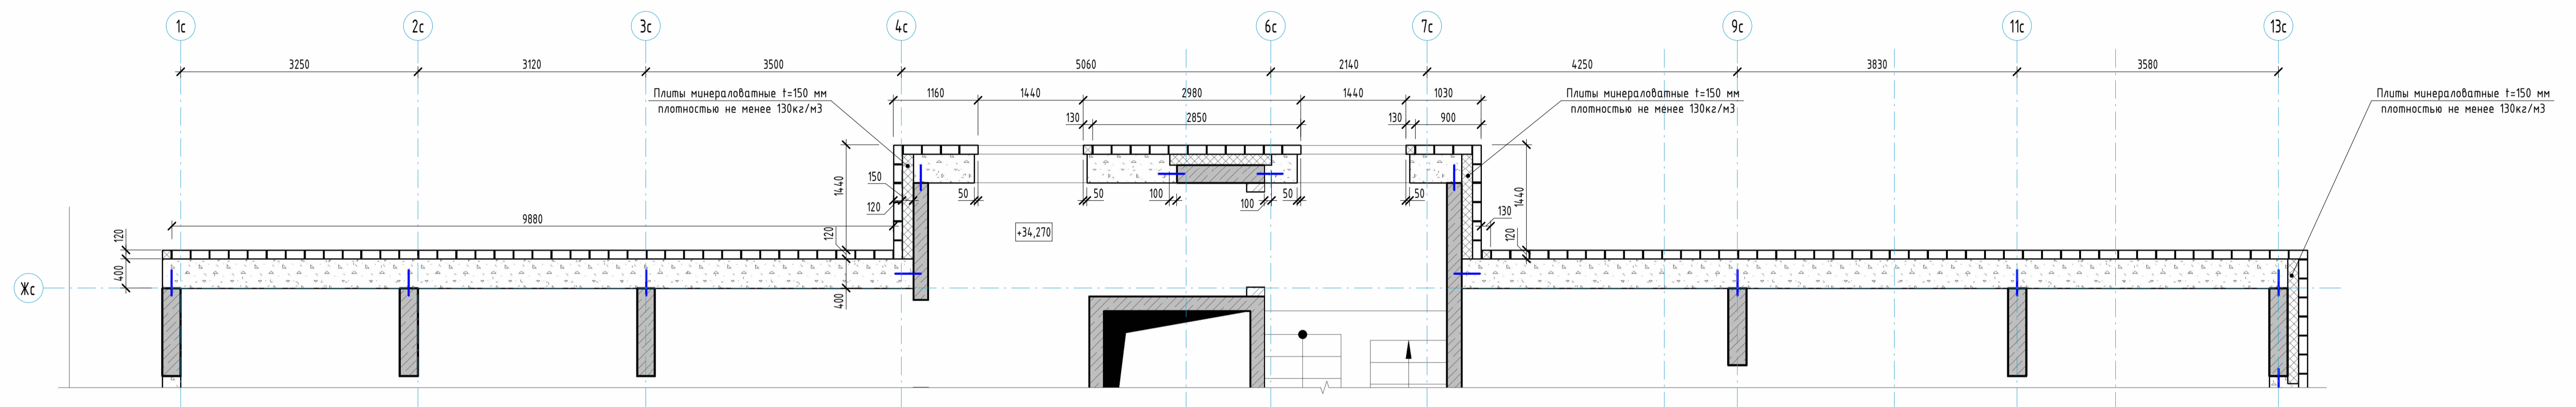 1с 2с 3с 4с 6с 7с 9с 11с 13с
3250 3120 3500 5060 2140 4250 3830 3580
Плиты минераловатные t=150 мм
плотностью не менее 130кг/м3
1160 1440 2980 1440 1030
Плиты минераловатные t=150 мм
плотностью не менее 130кг/м3
Плиты минераловатные t=150 мм
плотностью не менее 130кг/м3
130 2850 130 900
1440
150
120
50 50 100 100 50 50
1440
130
9880
120
120
+34,270
120
400
400
Жс